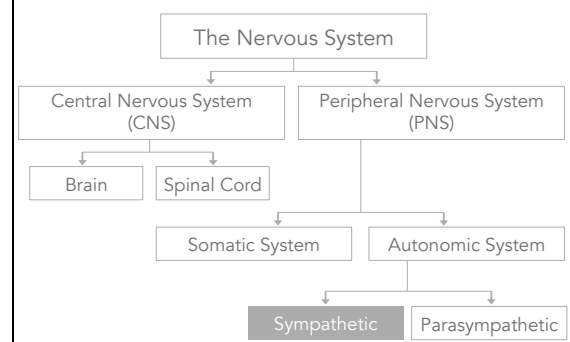 The Nervous System
Central Nervous System
(CNS)
Peripheral Nervous System
(PNS)
Brain
Spinal Cord
Somatic System
Autonomic System
Sympathetic
Parasympathetic